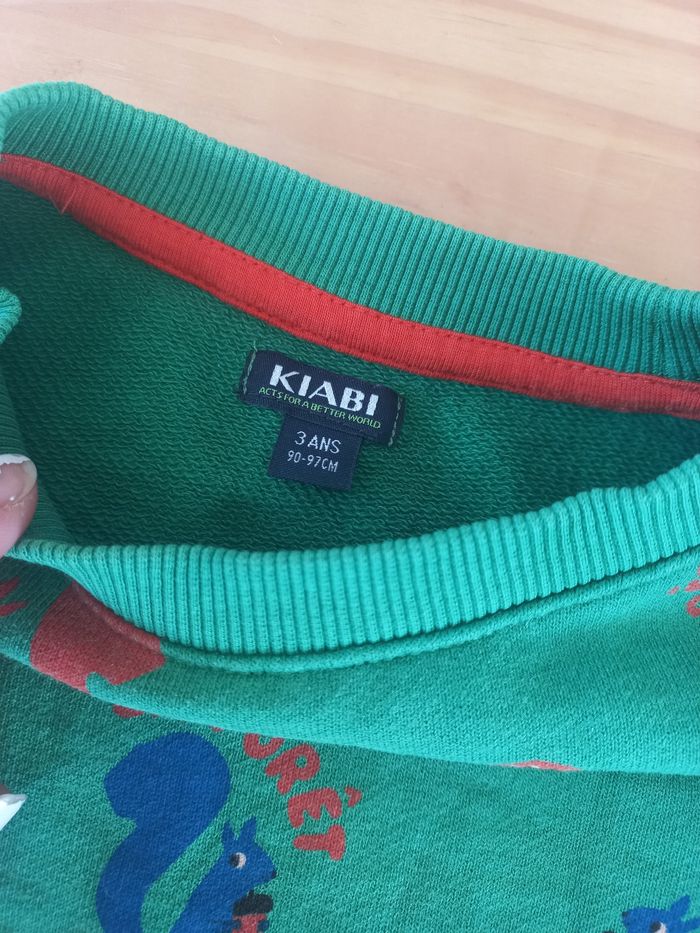 KIABI
ACTS FOR A BETTER WORLD
3 ANS
90-97CM